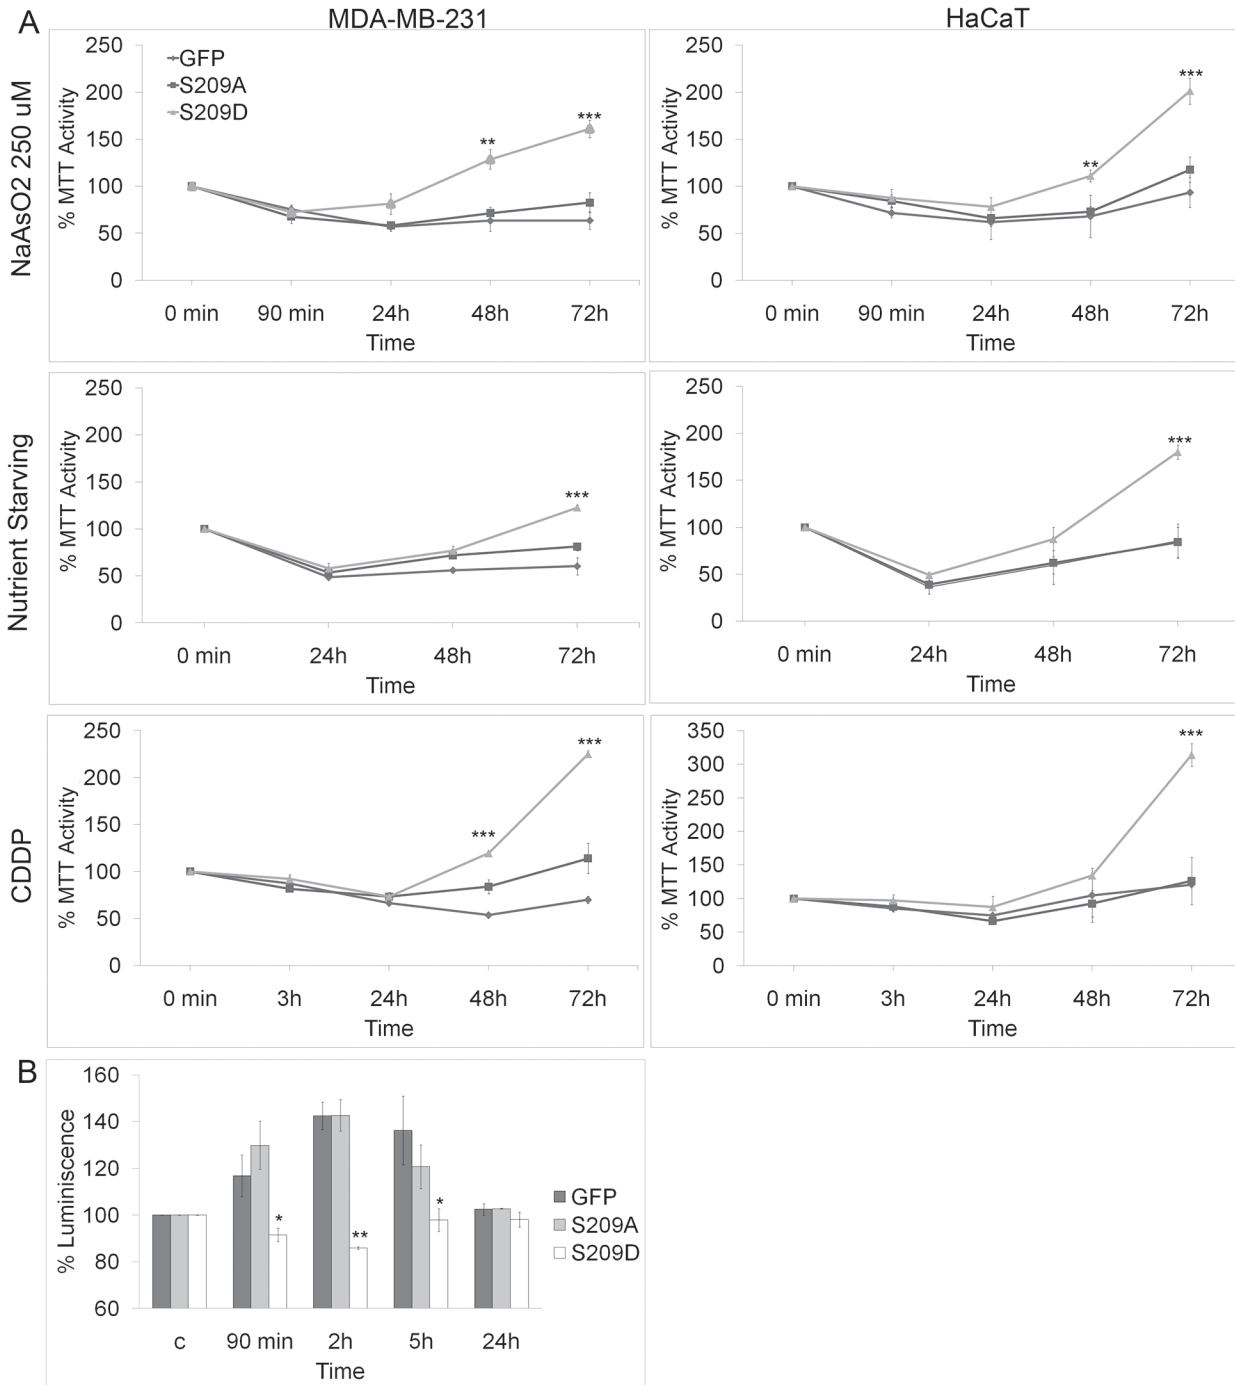 A
MDA-MB-231
HaCaT
NaAsO2 250 uM
% MTT Activity
250
200
150
100
50
0
GFP
S209A
S209D
**
***
0 min 90 min 24h 48h 72h
Time
% MTT Activity
250
200
150
100
50
0
**
***
0 min 90 min 24h 48h 72h
Time
Nutrient Starving
% MTT Activity
250
200
150
100
50
0
***
0 min 24h 48h 72h
Time
% MTT Activity
250
200
150
100
50
0
***
0 min 24h 48h 72h
Time
CDDP
% MTT Activity
250
200
150
100
50
0
***
***
0 min 3h 24h 48h 72h
Time
% MTT Activity
350
300
250
200
150
100
50
0
***
0 min 3h 24h 48h 72h
Time
B
% Luminiscence
160
140
120
100
80
60
*
**
*
GFP
S209A
S209D
c 90 min 2h 5h 24h
Time